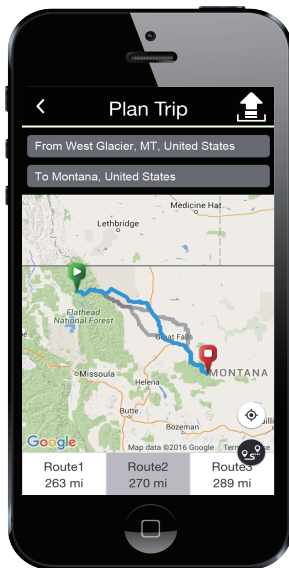 Plan Trip
From West Glacier, MT, United States
To Montana, United States
Medicine Hat
Lethbridge
Flathead
National Forest
Great Falls
Missoula
MONTANA
Helena
Butte
Bozeman
Google
Map data ©2016 Google
Route1
Route2
Route3
263 mi
270 mi
289 mi